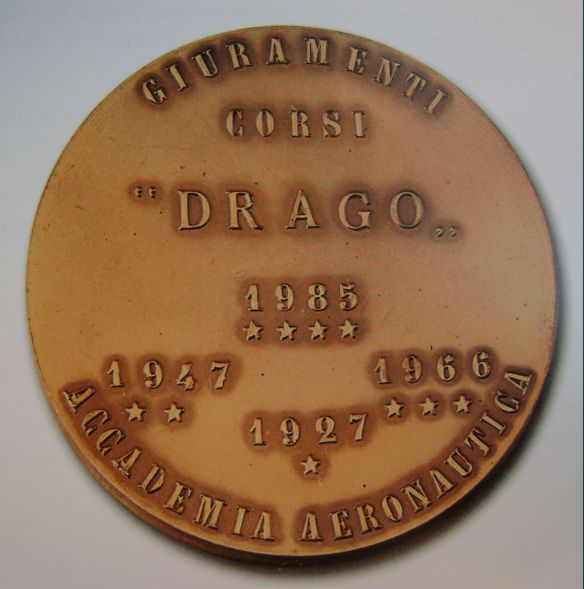 GIURAMENTI
CORSI
"DRAGO„
1985
★★★★
1947 1966
★★ ★★★
1927
★
ACCADEMIA AERONAUTICA